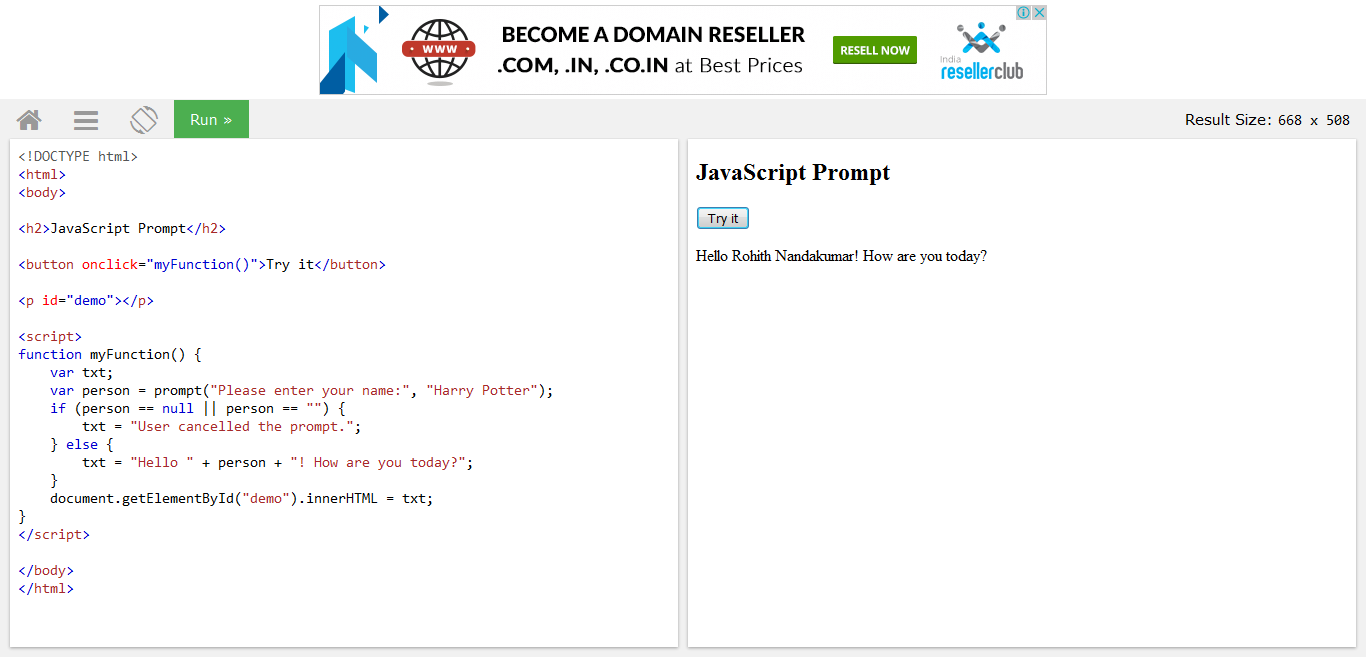 BECOME A DOMAIN RESELLER
.COM, .IN, .CO.IN at Best Prices
WWW
RESELL NOW
India
resellerclub
Run »
Result Size: 668 x 508
<!DOCTYPE html>
<html>
<body>

<h2>JavaScript Prompt</h2>

<button onclick="myFunction()">Try it</button>

<p id="demo"></p>

<script>
function myFunction() {
    var txt;
    var person = prompt("Please enter your name:", "Harry Potter");
    if (person == null || person == "") {
        txt = "User cancelled the prompt.";
    } else {
        txt = "Hello " + person + "! How are you today?";
    }
    document.getElementById("demo").innerHTML = txt;
}
</script>

</body>
</html>
JavaScript Prompt
Try it
Hello Rohith Nandakumar! How are you today?